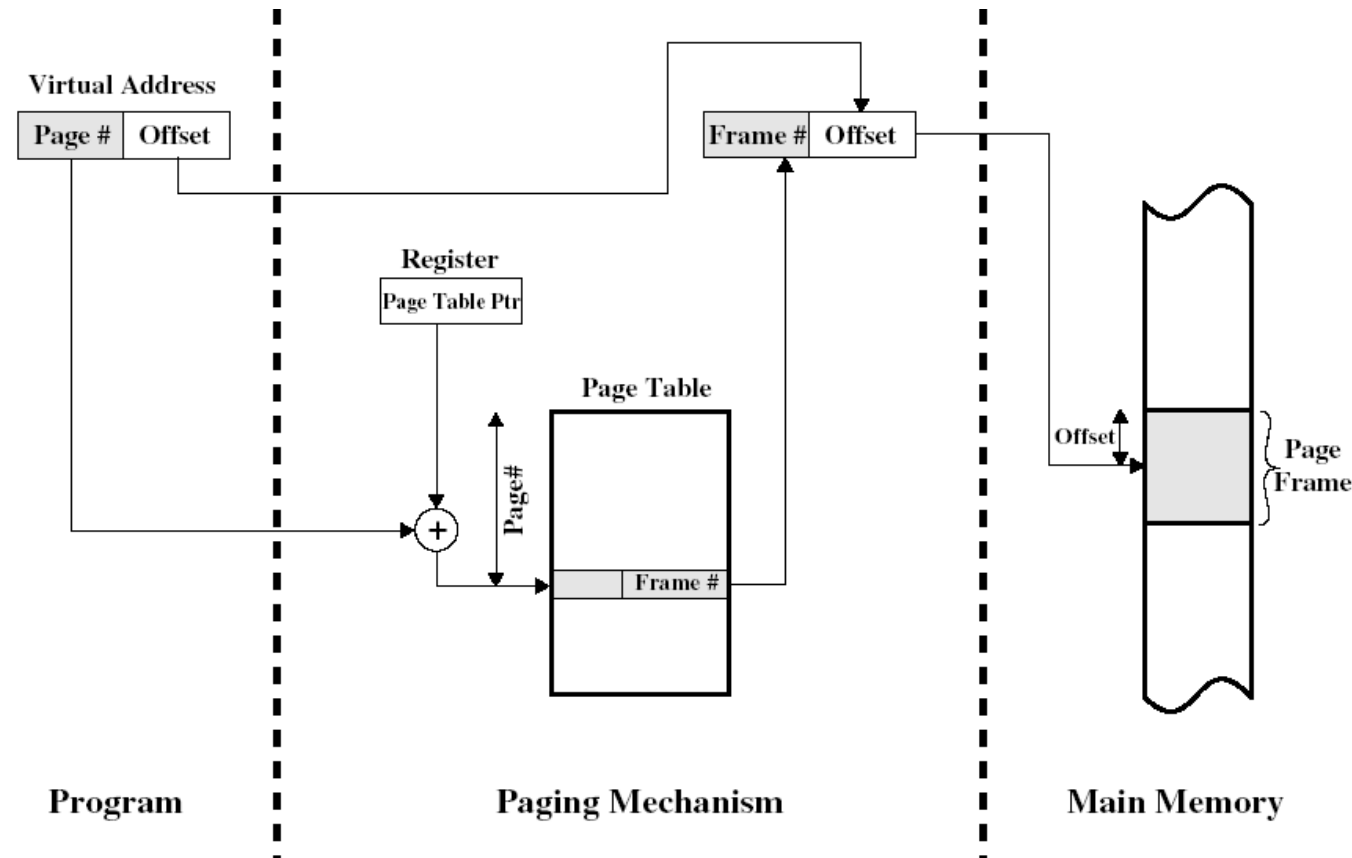 Virtual Address
Page # Offset
Frame # Offset
Register
Page Table Ptr
Page Table
Page#
+
Frame #
Offset
Page
Frame
Program
Paging Mechanism
Main Memory